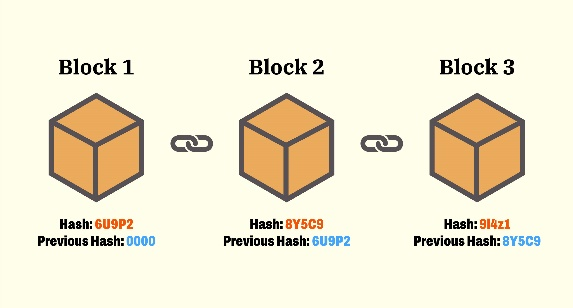 Block 1
Hash: 6U9P2
Previous Hash: 0000
Block 2
Hash: 8Y5C9
Previous Hash: 6U9P2
Block 3
Hash: 9I4z1
Previous Hash: 8Y5C9